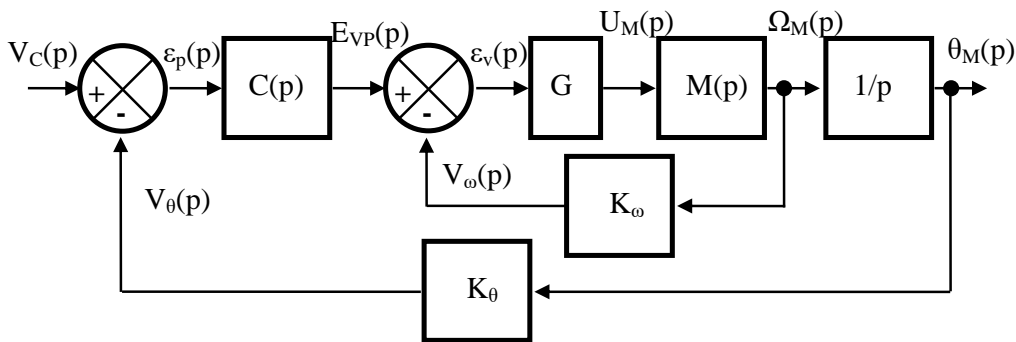 V_C(p) ε_p(p) E_VP(p) ε_v(p) U_M(p) Ω_M(p) θ_M(p)
+ - C(p) + - G M(p) 1/p
V_ω(p) K_ω
V_θ(p)
K_θ